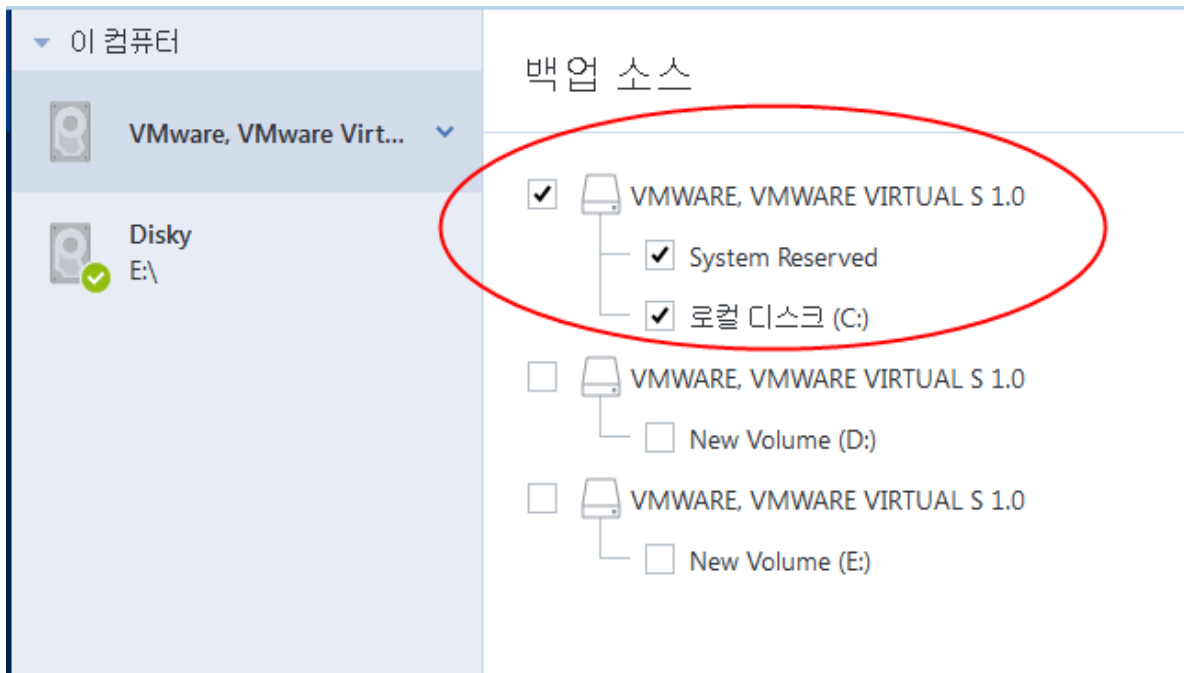 이 컴퓨터
VMware, VMware Virt...
Disky
E:\
백업 소스
VMWARE, VMWARE VIRTUAL S 1.0
System Reserved
로컬 디스크 (C:)
VMWARE, VMWARE VIRTUAL S 1.0
New Volume (D:)
VMWARE, VMWARE VIRTUAL S 1.0
New Volume (E:)